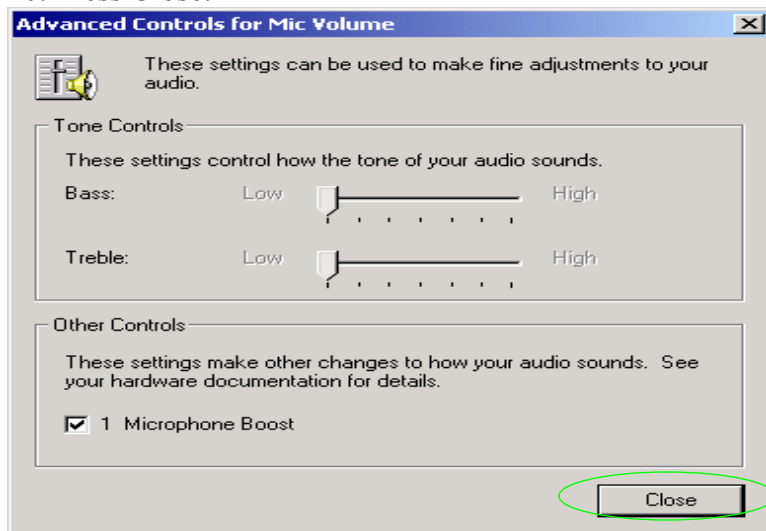 Advanced Controls for Mic Volume
These settings can be used to make fine adjustments to your
audio.
Tone Controls
These settings control how the tone of your audio sounds.
Bass: Low High
Treble: Low High
Other Controls
These settings make other changes to how your audio sounds. See
your hardware documentation for details.
1 Microphone Boost
Close